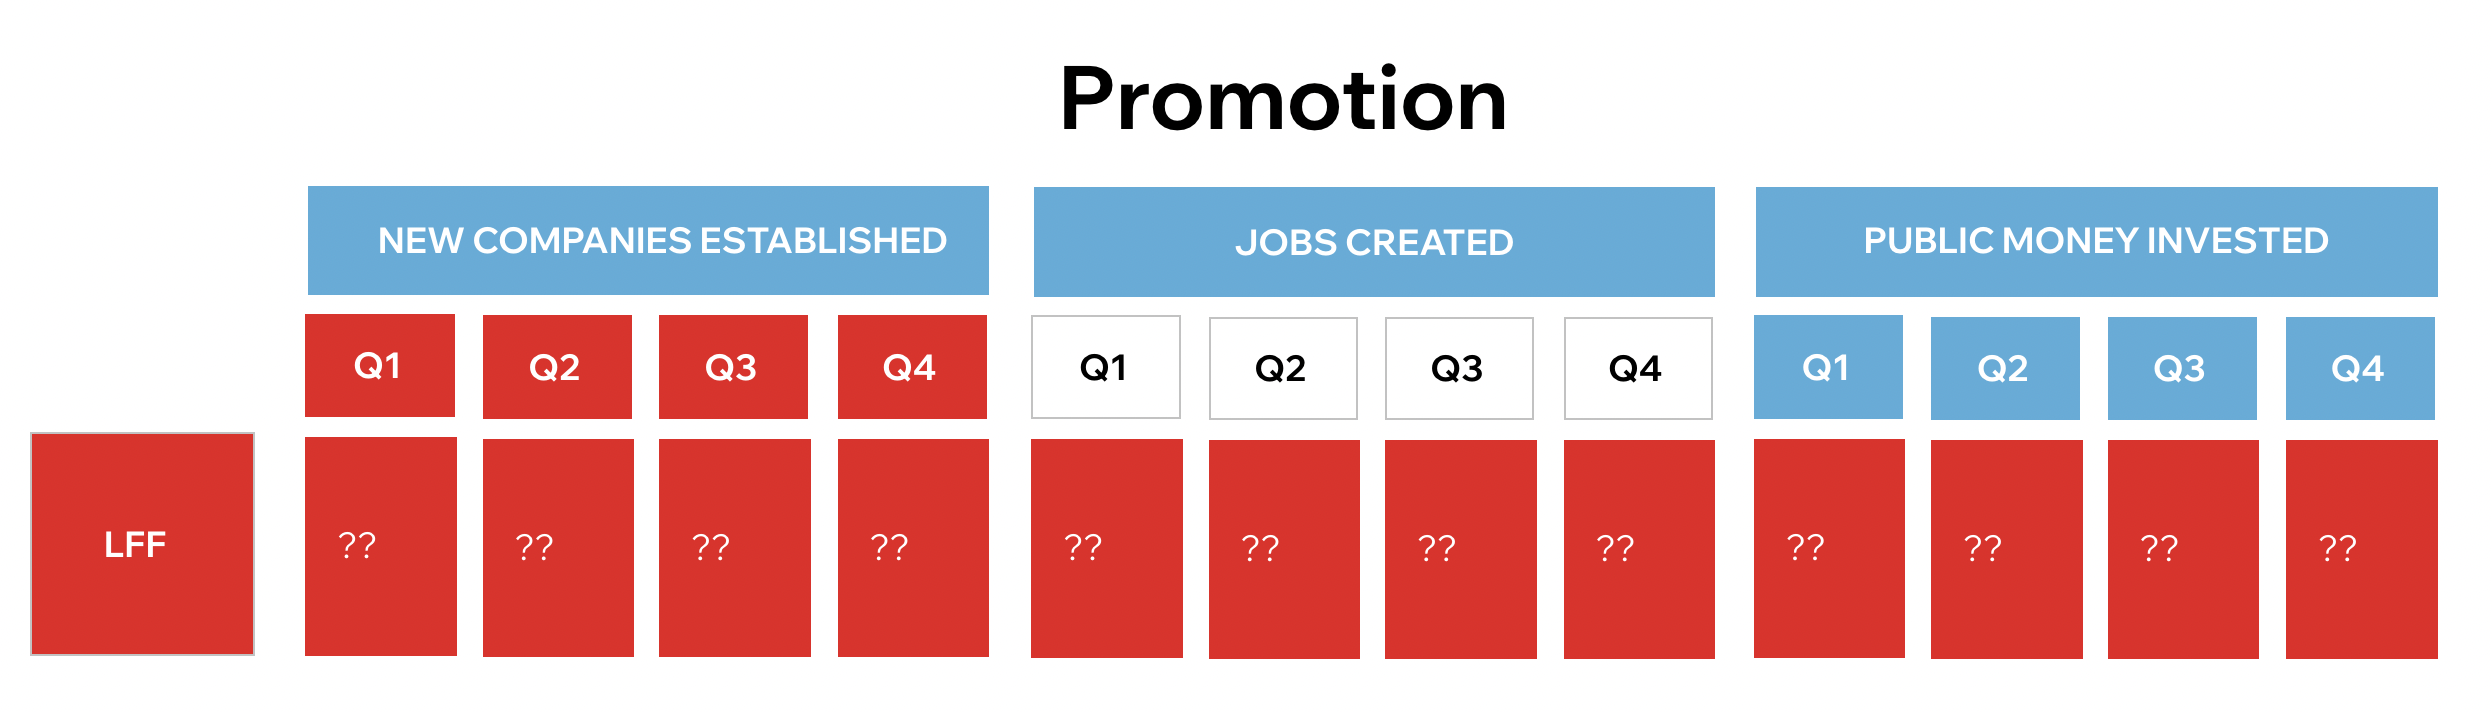 Promotion
NEW COMPANIES ESTABLISHED JOBS CREATED PUBLIC MONEY INVESTED
Q1 Q2 Q3 Q4 Q1 Q2 Q3 Q4 Q1 Q2 Q3 Q4
LFF ?? ?? ?? ?? ?? ?? ?? ?? ?? ?? ?? ??